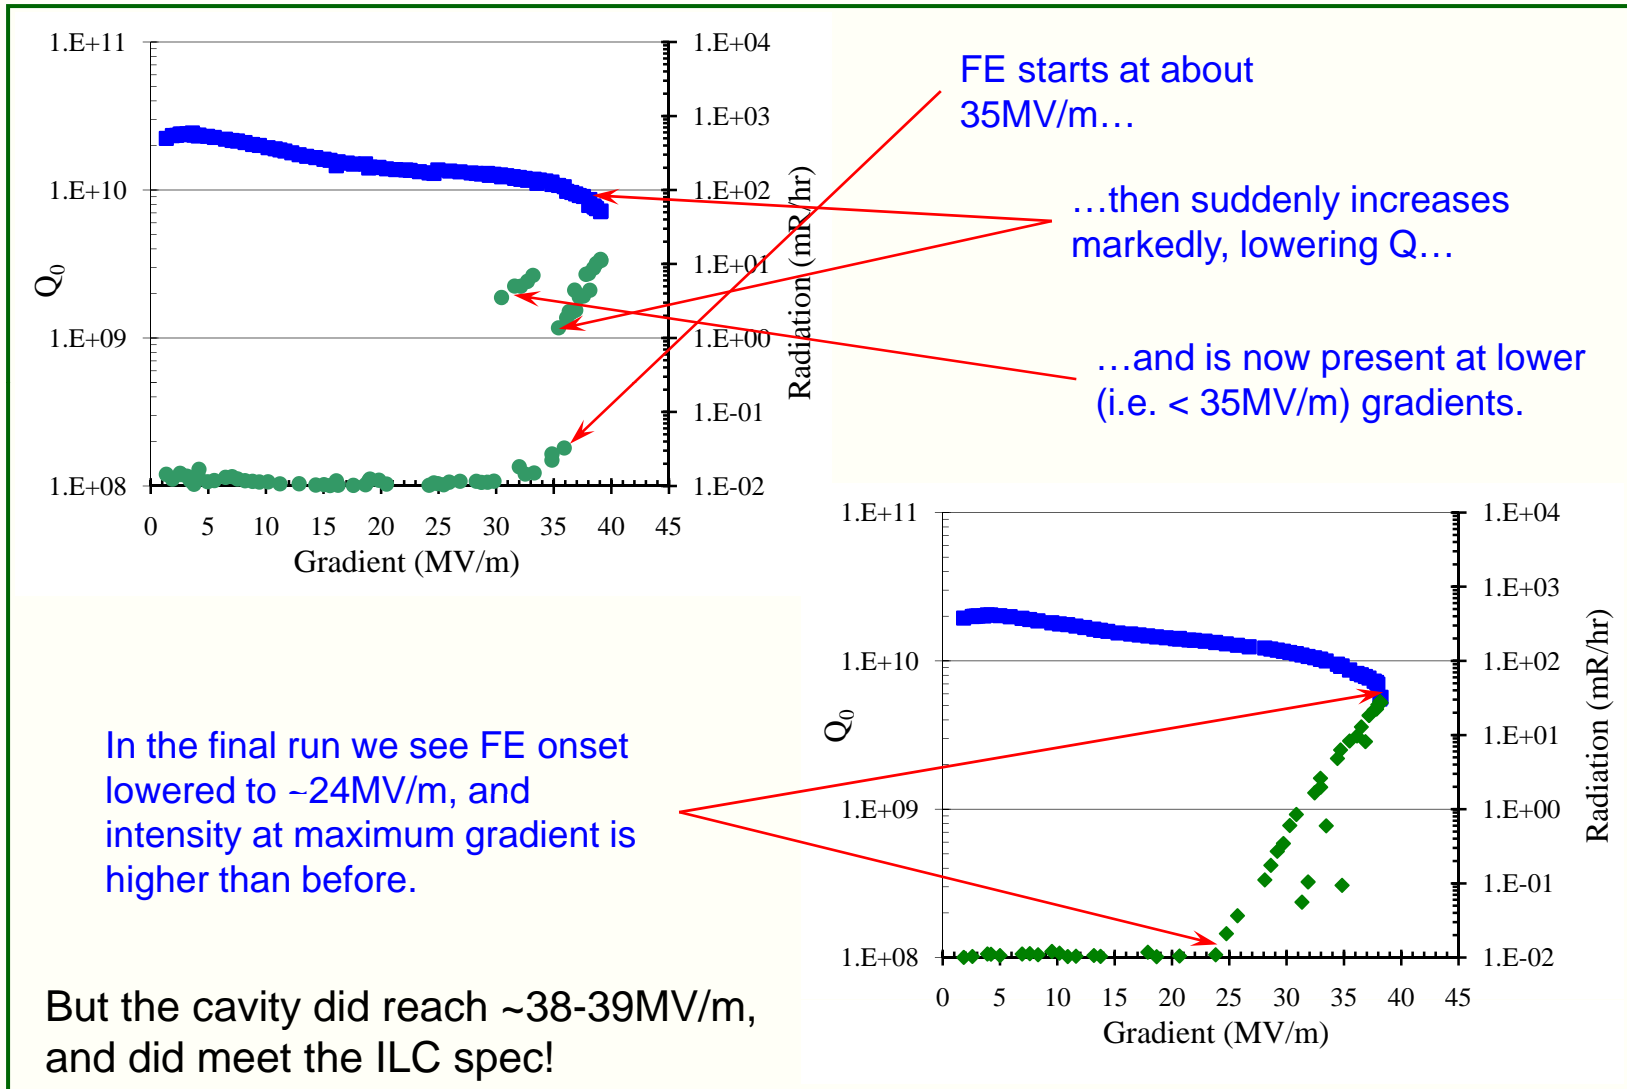 1.E+11
1.E+10
1.E+09
1.E+08
Q0
1.E+04
1.E+03
1.E+02
1.E+01
1.E+00
1.E-01
1.E-02
Radiation (mR/hr)
0 5 10 15 20 25 30 35 40 45
Gradient (MV/m)
FE starts at about
35MV/m…
…then suddenly increases
markedly, lowering Q…
…and is now present at lower
(i.e. < 35MV/m) gradients.
1.E+11
1.E+10
1.E+09
1.E+08
Q0
1.E+04
1.E+03
1.E+02
1.E+01
1.E+00
1.E-01
1.E-02
Radiation (mR/hr)
0 5 10 15 20 25 30 35 40 45
Gradient (MV/m)
In the final run we see FE onset
lowered to ~24MV/m, and
intensity at maximum gradient is
higher than before.
But the cavity did reach ~38-39MV/m,
and did meet the ILC spec!